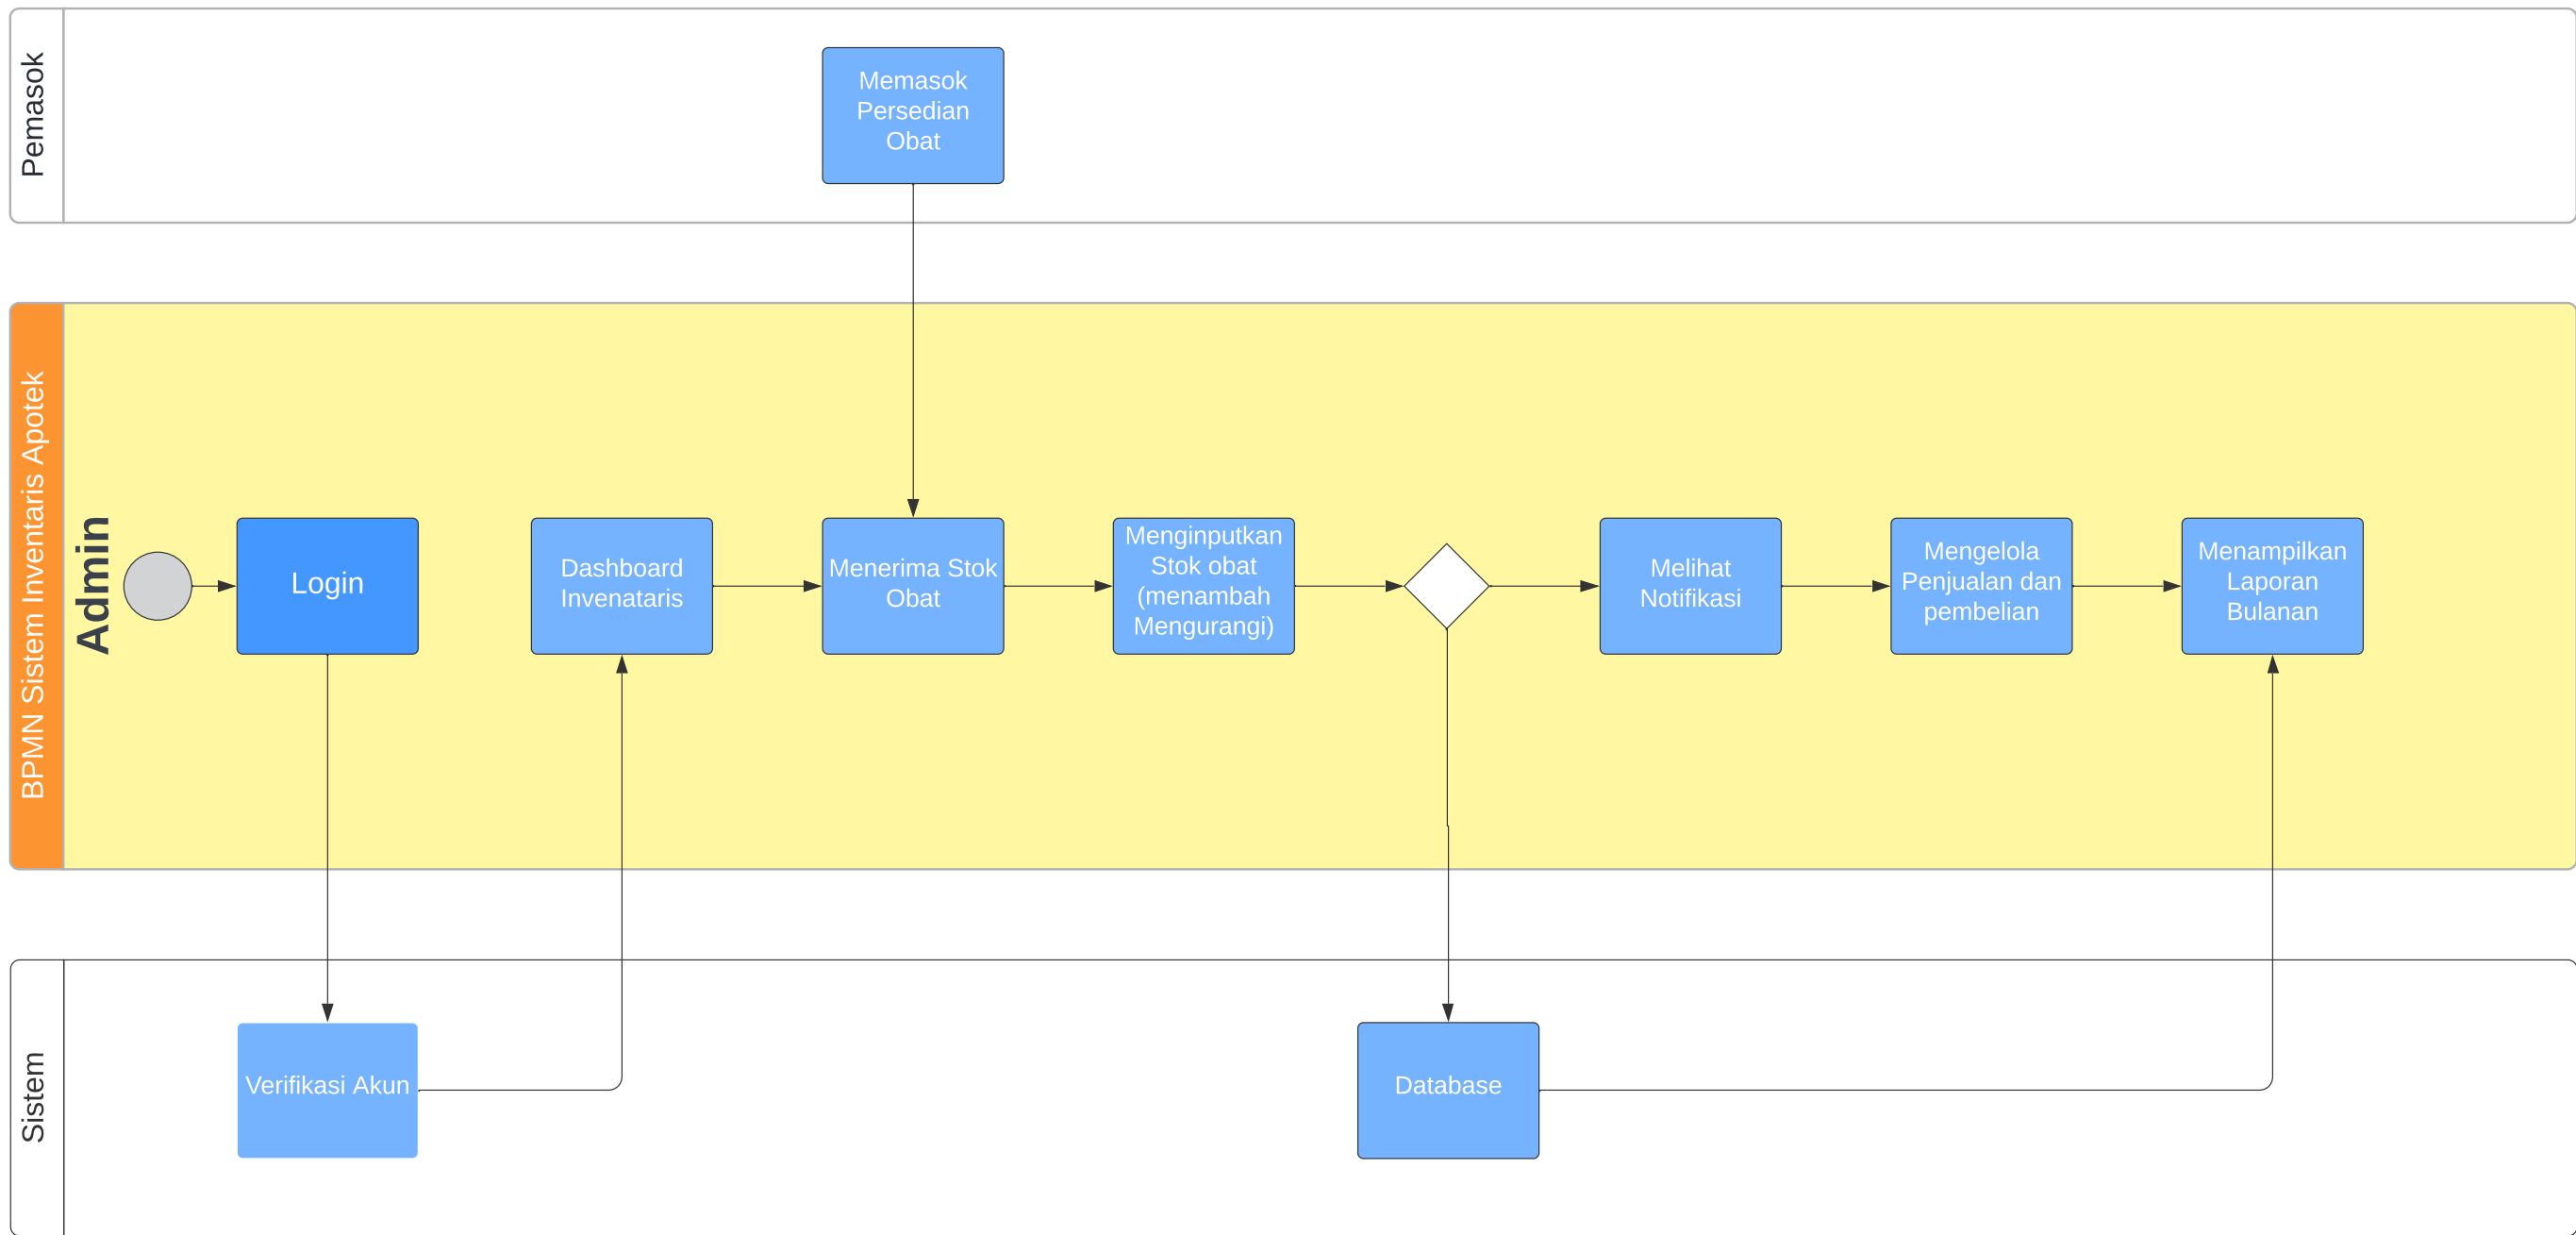 Pemasok
Memasok
Persedian
Obat
BPMN Sistem Inventaris Apotek
Admin
Login
Dashboard
Invenataris
Menerima Stok
Obat
Menginputkan
Stok obat
(menambah
Mengurangi)
Melihat
Notifikasi
Mengelola
Penjualan dan
pembelian
Menampilkan
Laporan
Bulanan
Sistem
Verifikasi Akun
Database